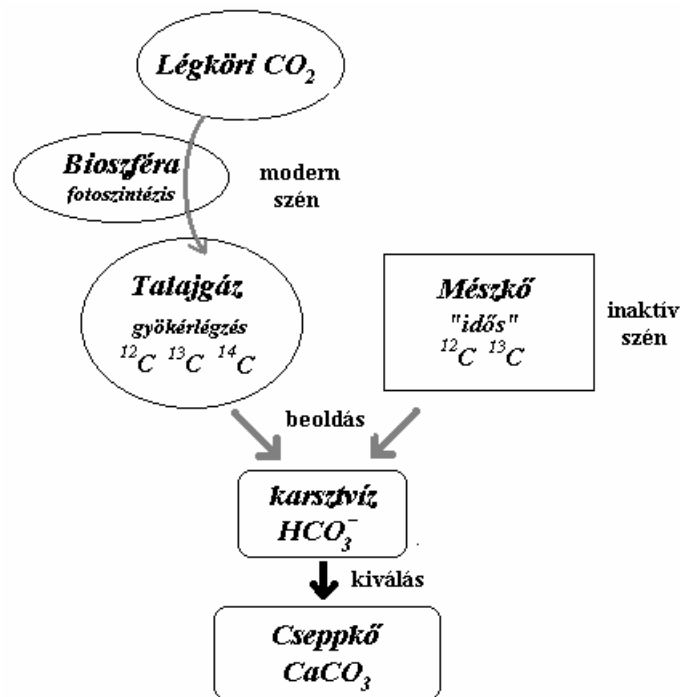 Légköri CO₂
Bioszféra
fotoszintézis
modern
szén
Talajgáz
gyökérlégzés
¹²C ¹³C ¹⁴C
Mészkő
"idős"
¹²C ¹³C
inaktív
szén
beoldás
karsztvíz
HCO₃⁻
kiválás
Cseppkő
CaCO₃